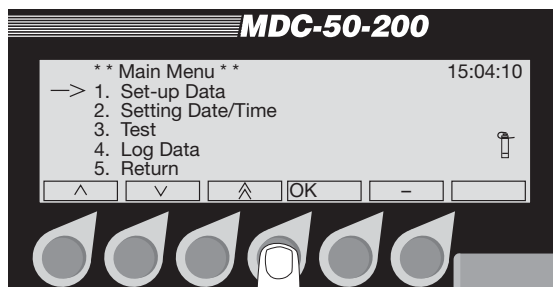 MDC-50-200
* * Main Menu * * 15:04:10
—> 1. Set-up Data
2. Setting Date/Time
3. Test
4. Log Data
5. Return
OK –